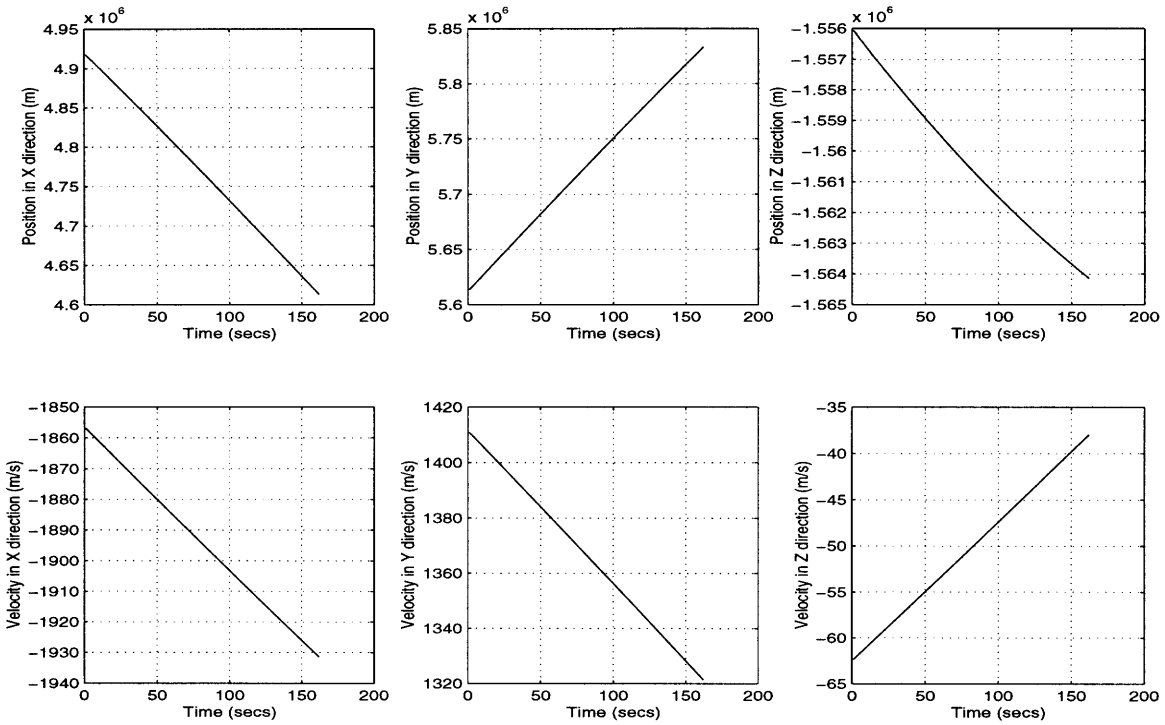 x 10⁶
4.95
4.9
4.85
4.8
4.75
4.7
4.65
4.6
Position in X direction (m)
0 50 100 150 200
Time (secs)
x 10⁶
5.85
5.8
5.75
5.7
5.65
5.6
Position in Y direction (m)
0 50 100 150 200
Time (secs)
x 10⁶
−1.556
−1.557
−1.558
−1.559
−1.56
−1.561
−1.562
−1.563
−1.564
−1.565
Position in Z direction (m)
0 50 100 150 200
Time (secs)
−1850
−1860
−1870
−1880
−1890
−1900
−1910
−1920
−1930
−1940
Velocity in X direction (m/s)
0 50 100 150 200
Time (secs)
1420
1400
1380
1360
1340
1320
Velocity in Y direction (m/s)
0 50 100 150 200
Time (secs)
−35
−40
−45
−50
−55
−60
−65
Velocity in Z direction (m/s)
0 50 100 150 200
Time (secs)